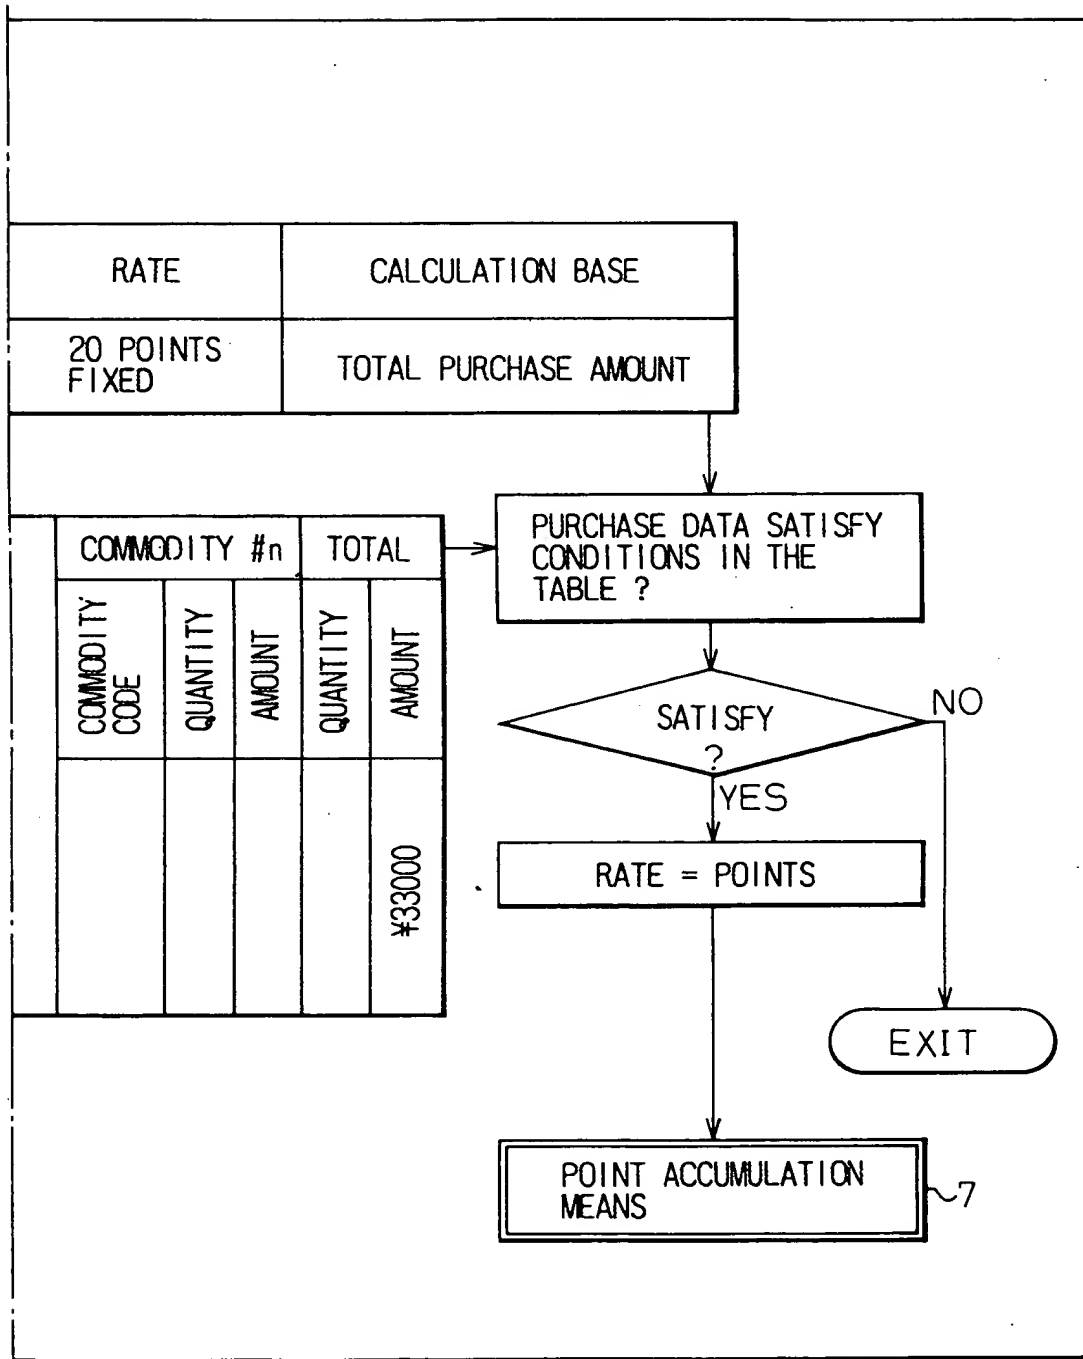 RATE
CALCULATION BASE
20 POINTS
FIXED
TOTAL PURCHASE AMOUNT
PURCHASE DATA SATISFY
CONDITIONS IN THE
TABLE ?
COMMODITY #n
TOTAL
COMMODITY
CODE
QUANTITY
AMOUNT
QUANTITY
AMOUNT
¥33000
SATISFY
?
NO
YES
RATE = POINTS
EXIT
POINT ACCUMULATION
MEANS
7